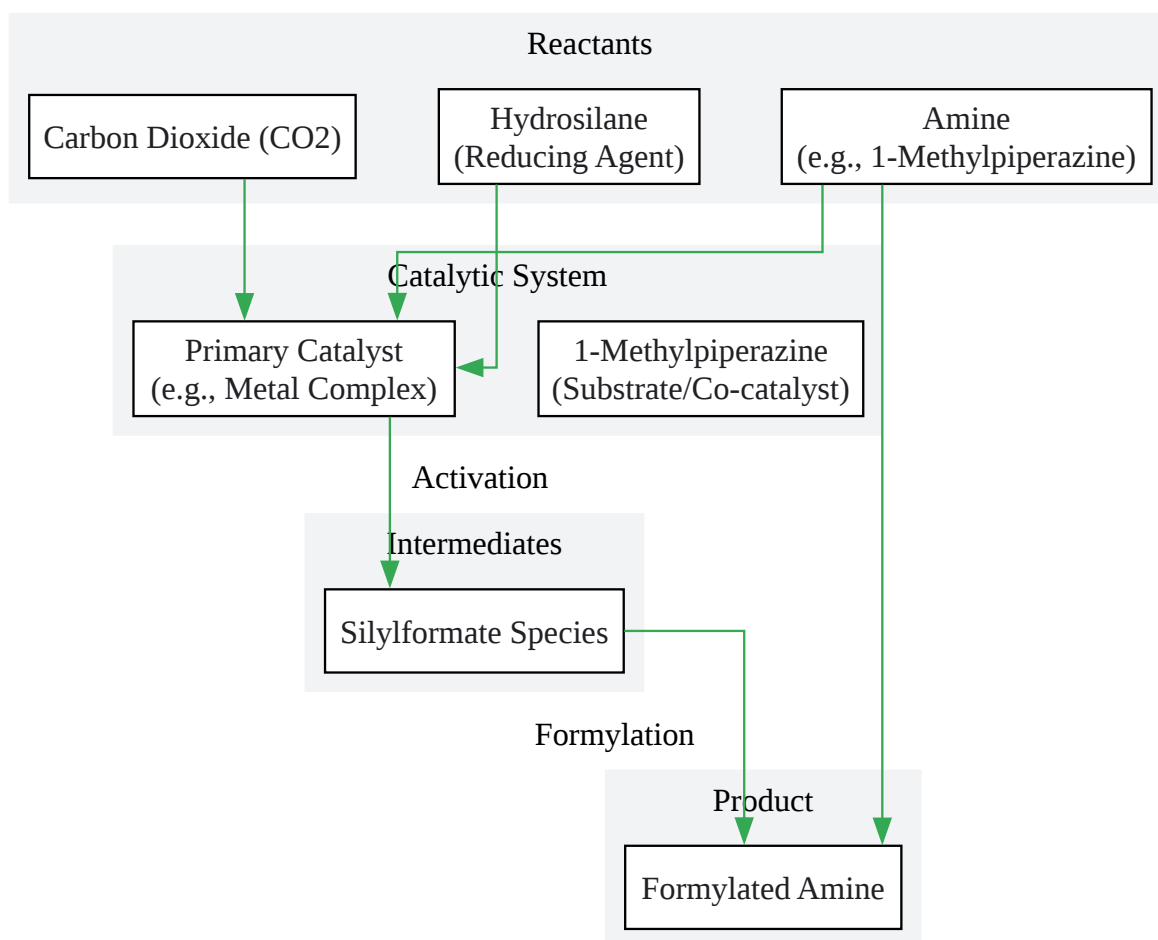 Reactants
Carbon Dioxide (CO2)
Hydrosilane
(Reducing Agent)
Amine
(e.g., 1-Methylpiperazine)
Catalytic System
Primary Catalyst
(e.g., Metal Complex)
1-Methylpiperazine
(Substrate/Co-catalyst)
Activation
Intermediates
Silylformate Species
Formylation
Product
Formylated Amine